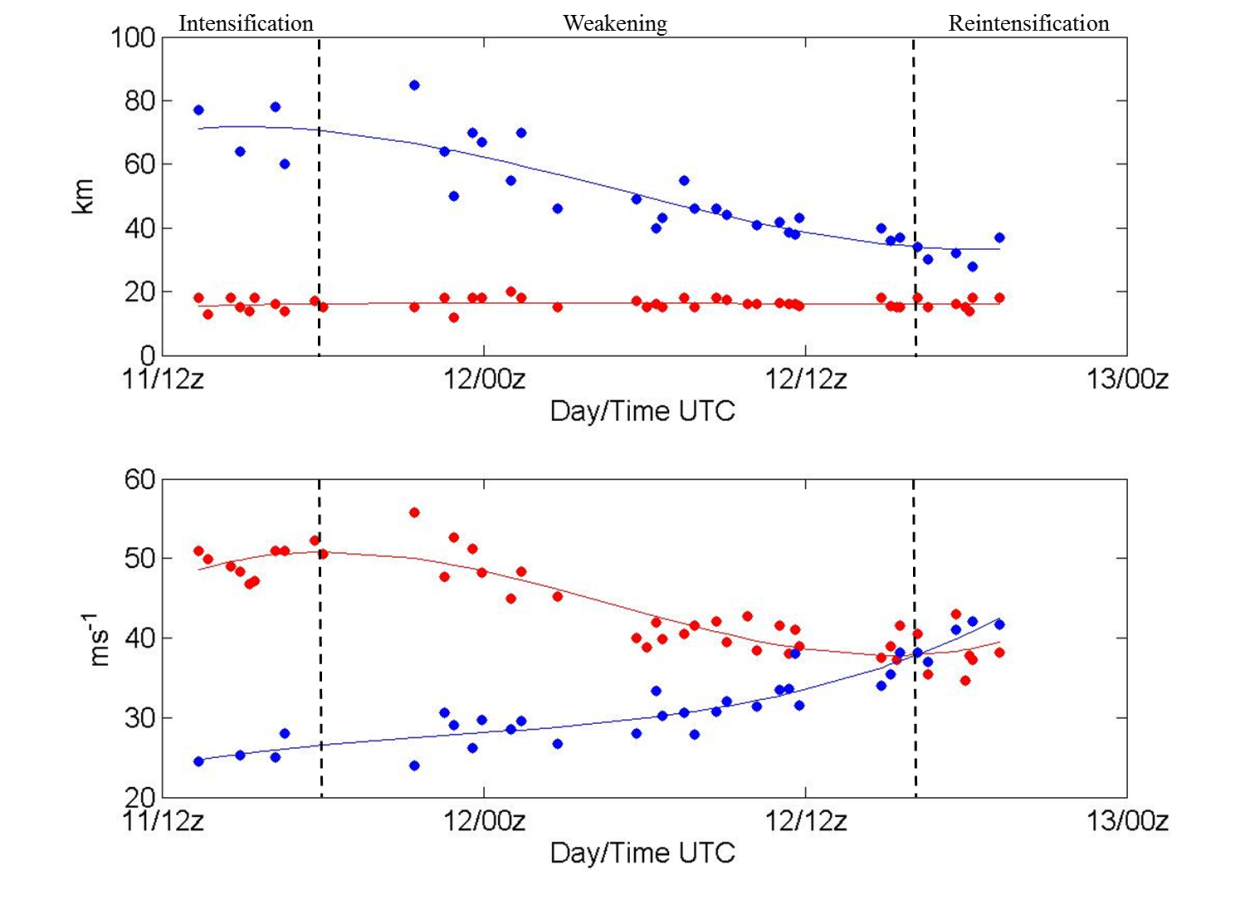 Intensification Weakening Reintensification
100
80
60
40
20
0
km
11/12z 12/00z 12/12z 13/00z
Day/Time UTC
60
50
40
30
20
ms-1
11/12z 12/00z 12/12z 13/00z
Day/Time UTC